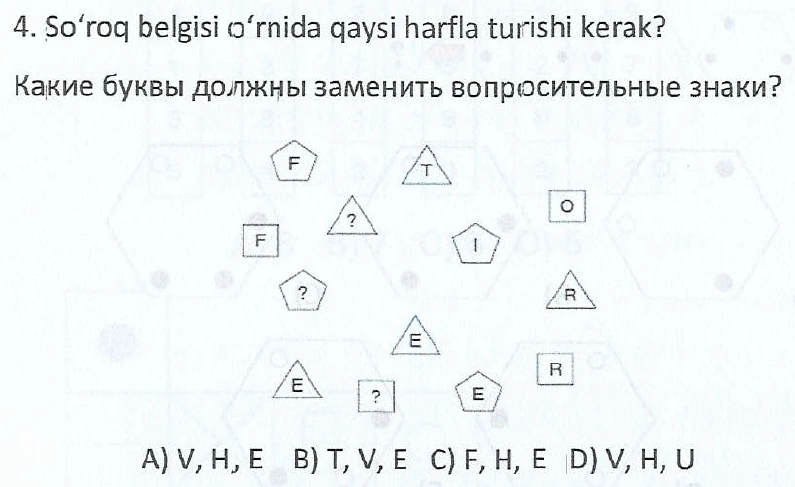 4. So‘roq belgisi o‘rnida qaysi harfla turishi kerak?
Какие буквы должны заменить вопросительные знаки?
F
T
?
O
F
I
?
R
E
E
?
E
R
A) V, H, E B) T, V, E C) F, H, E D) V, H, U